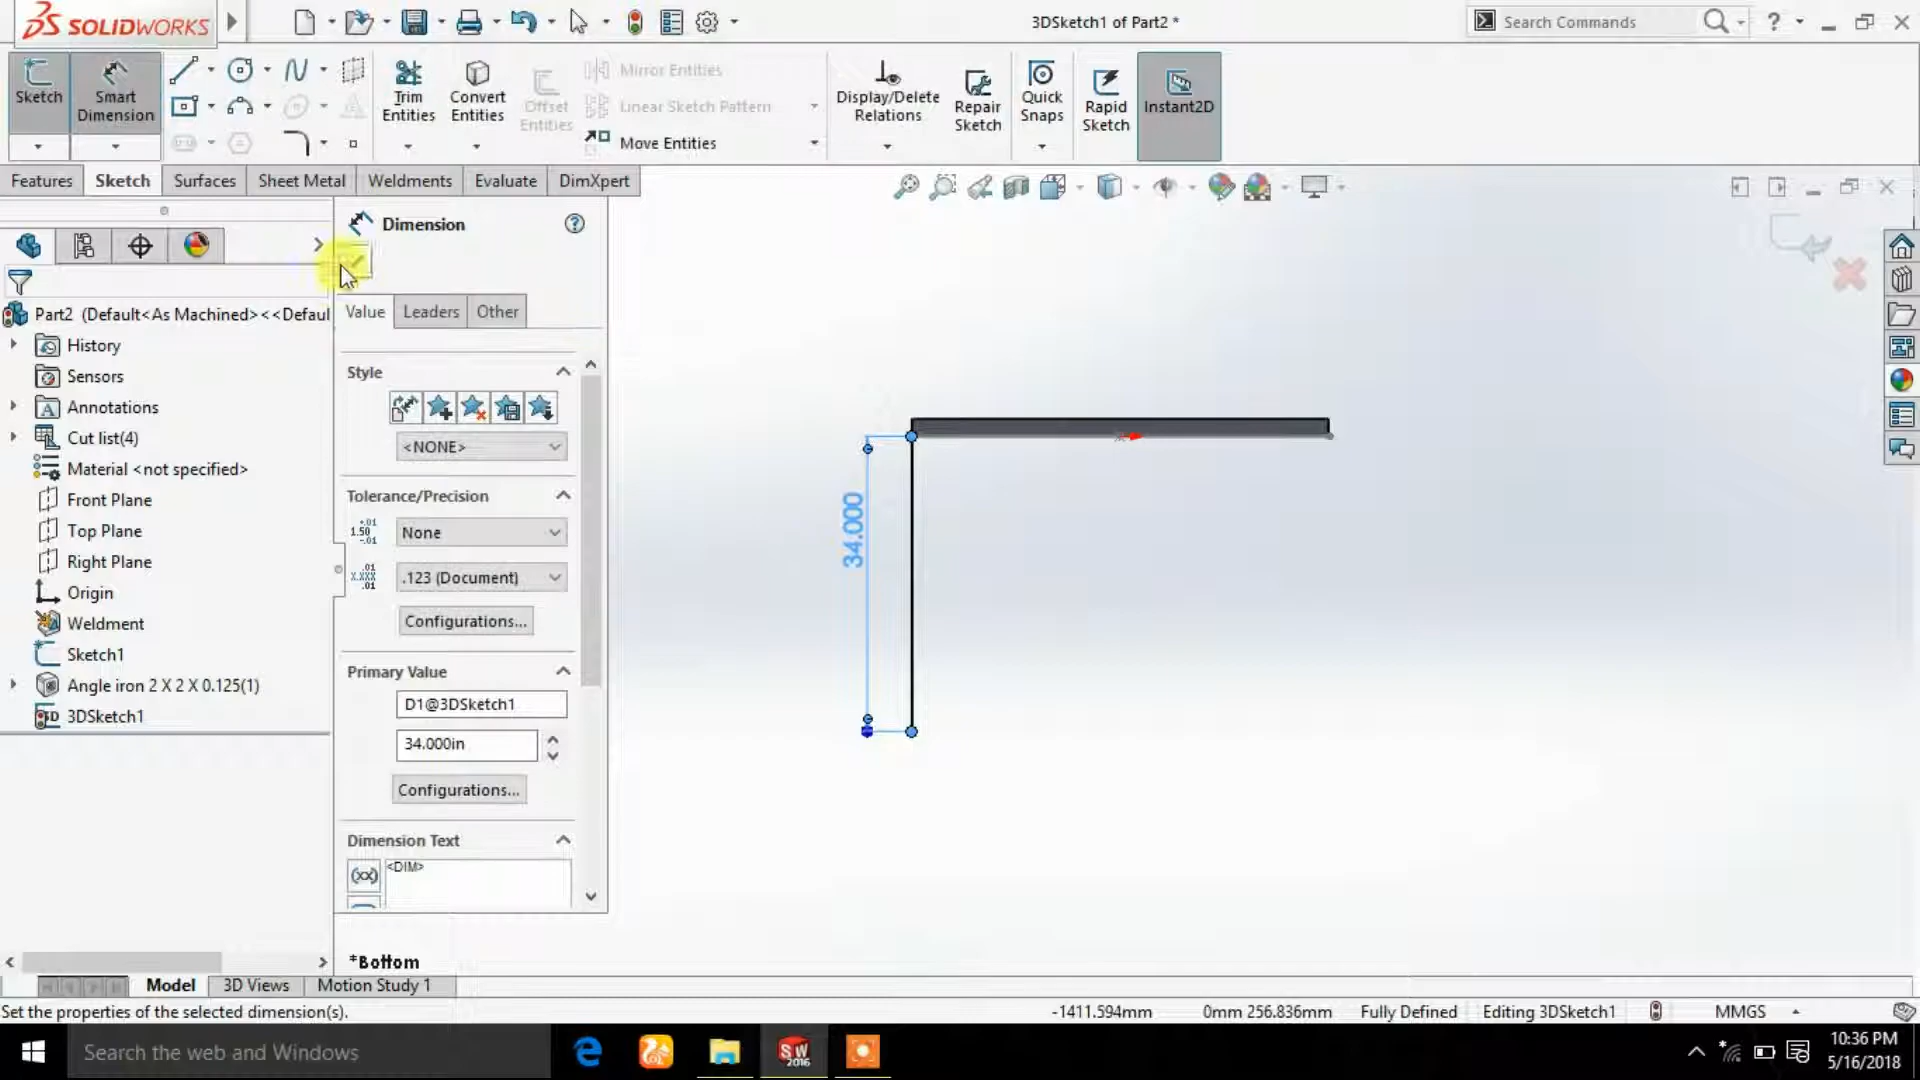 SOLIDWORKS
3DSketch1 of Part2 *
Search Commands
Sketch
Smart
Dimension
Trim
Entities
Convert
Entities
Offset
Entities
Mirror Entities
Linear Sketch Pattern
Move Entities
Display/Delete
Relations
Repair
Sketch
Quick
Snaps
Rapid
Sketch
Instant2D
Features
Sketch
Surfaces
Sheet Metal
Weldments
Evaluate
DimXpert
Part2 (Default<As Machined><<Defaul
History
Sensors
Annotations
Cut list(4)
Material <not specified>
Front Plane
Top Plane
Right Plane
Origin
Weldment
Sketch1
Angle iron 2 X 2 X 0.125(1)
3DSketch1
Dimension
Value
Leaders
Other
Style
<NONE>
Tolerance/Precision
None
.123 (Document)
Configurations...
Primary Value
D1@3DSketch1
34.000in
Configurations...
Dimension Text
<DIM>
34.000
*Bottom
Model
3D Views
Motion Study 1
Set the properties of the selected dimension(s).
-1411.594mm
0mm 256.836mm
Fully Defined
Editing 3DSketch1
MMGS
Search the web and Windows
SW
2016
10:36 PM
5/16/2018